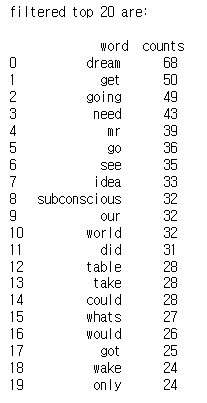 filtered top 20 are:
word counts
0 dream 68
1 get 50
2 going 49
3 need 43
4 mr 39
5 go 36
6 see 35
7 idea 33
8 subconscious 32
9 our 32
10 world 32
11 did 31
12 table 28
13 take 28
14 could 28
15 whats 27
16 would 26
17 got 25
18 wake 24
19 only 24